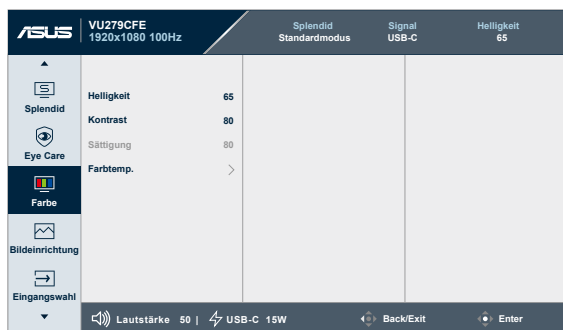 ASUS
VU279CFE
1920x1080 100Hz
Splendid
Standardmodus
Signal
USB-C
Helligkeit
65
Splendid
Eye Care
Farbe
Bildeinrichtung
Eingangswahl
Helligkeit 65
Kontrast 80
Sättigung 80
Farbtemp.
Lautstärke 50 | USB-C 15W
Back/Exit
Enter